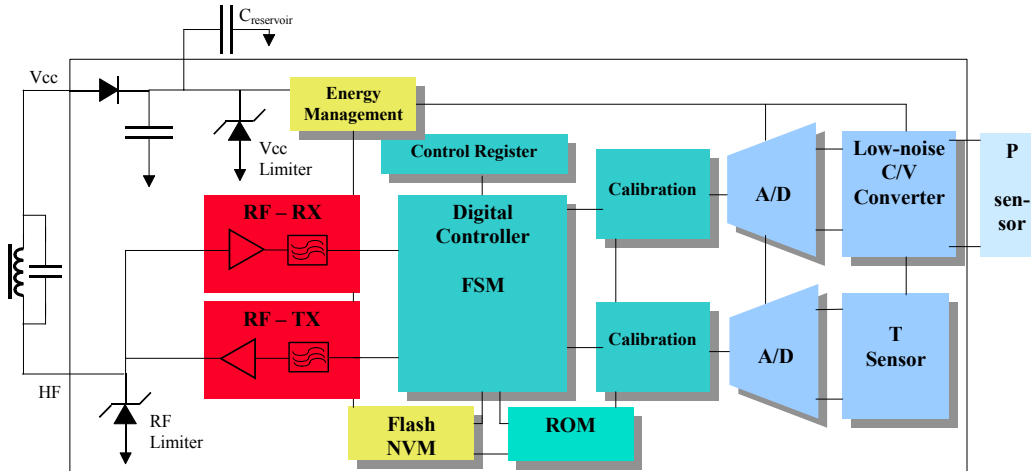 C_reservoir
Vcc
Energy
Management
Vcc
Limiter
Control Register
Calibration
A/D
Low-noise
C/V
Converter
P
sen-
sor
RF – RX
Digital
Controller
FSM
RF – TX
Calibration
A/D
T
Sensor
HF
RF
Limiter
Flash
NVM
ROM